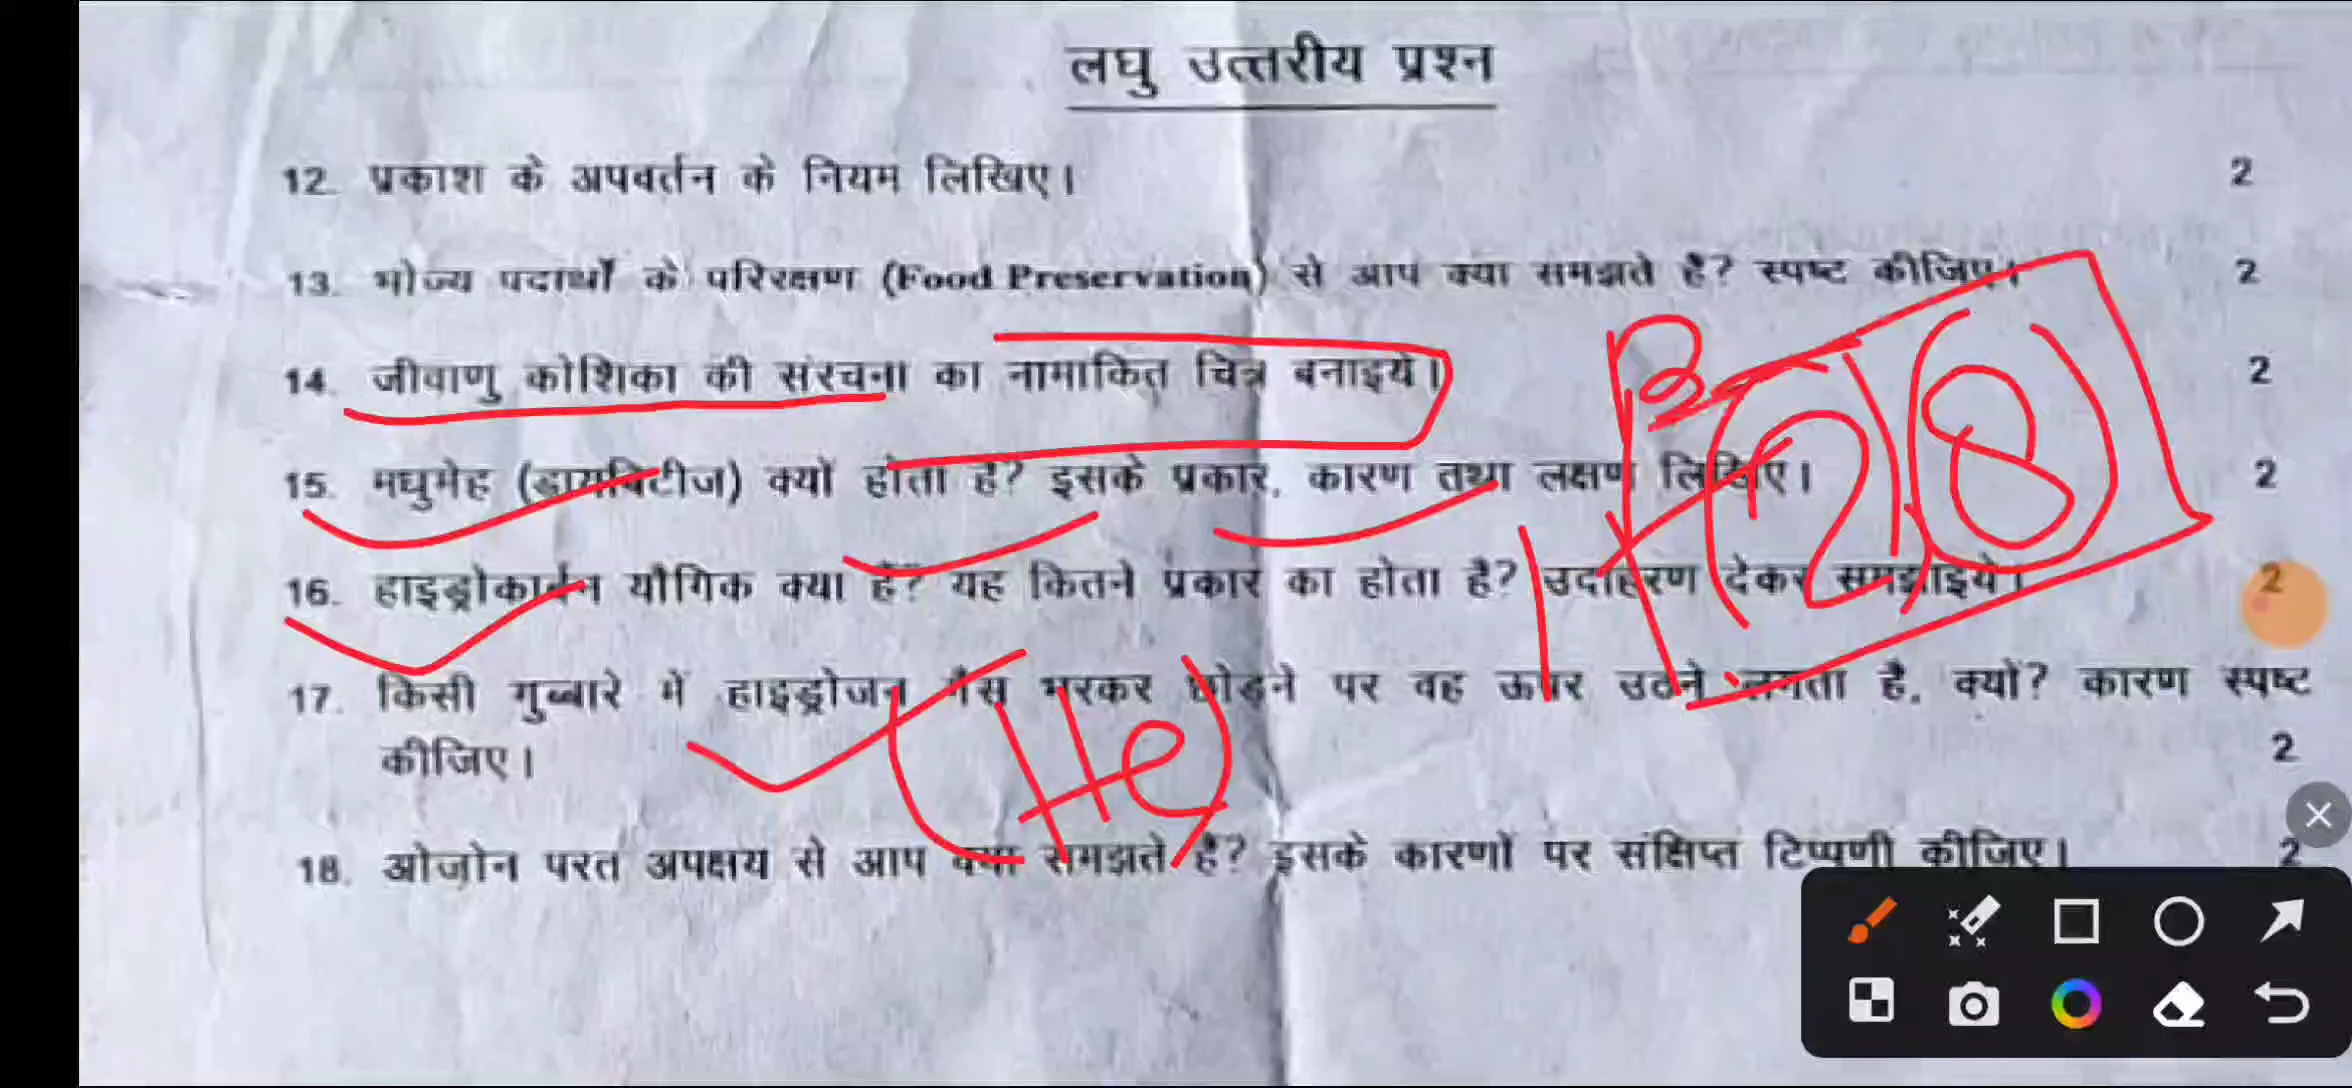 लघु उत्तरीय प्रश्न
12. प्रकाश के अपवर्तन के नियम लिखिए। 2
13. भोज्य पदार्थों के परिरक्षण (Food Preservation) से आप क्या समझते है? स्पष्ट कीजिए। 2
14. जीवाणु कोशिका की संरचना का नामाकित चित्र बनाइये। 2
15. मधुमेह (डायबिटीज) क्यों होता है? इसके प्रकार, कारण तथा लक्षण लिखिए। 2
16. हाइड्रोकार्बन यौगिक क्या है? यह कितने प्रकार का होता है? उदाहरण देकर समझाइये। 2
17. किसी गुब्बारे में हाइड्रोजन गैस भरकर छोड़ने पर वह ऊपर उठने लगता है, क्यों? कारण स्पष्ट
कीजिए। 2
(He)
18. ओजोन परत अपक्षय से आप क्या समझते है? इसके कारणों पर संक्षिप्त टिप्पणी कीजिए। 2